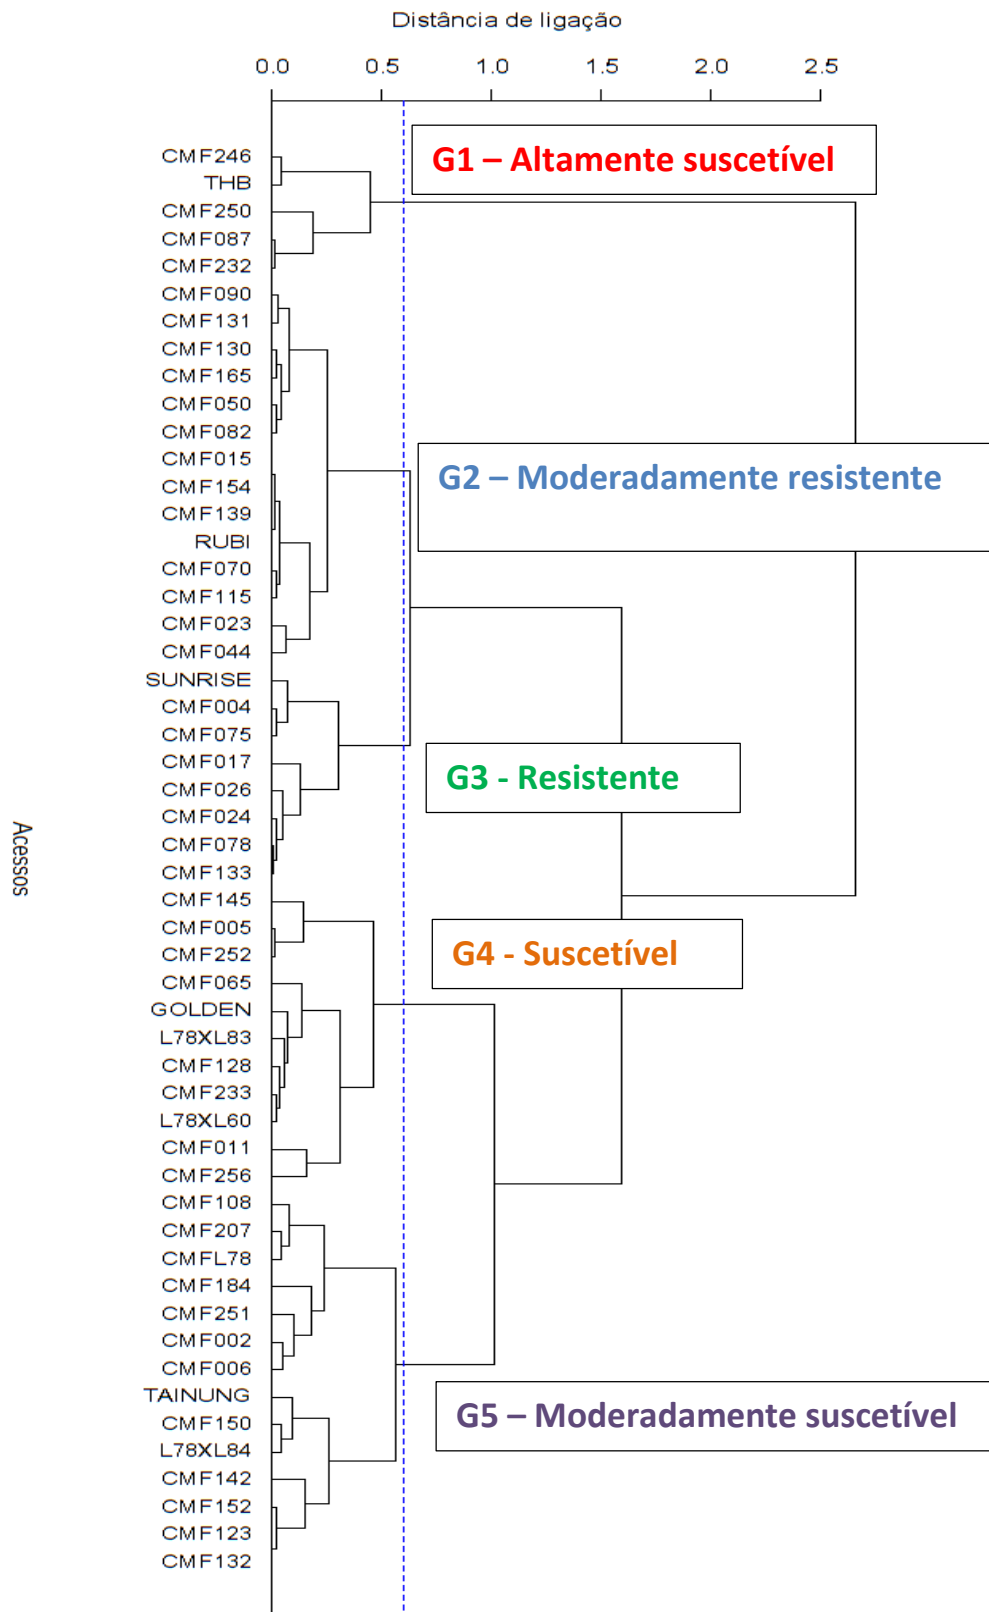 Distância de ligação
0.0 0.5 1.0 1.5 2.0 2.5
G1 – Altamente suscetível
CMF246
THB
CMF250
CMF087
CMF232
CMF090
CMF131
CMF130
CMF165
CMF050
CMF082
CMF015
G2 – Moderadamente resistente
CMF154
CMF139
RUBI
CMF070
CMF115
CMF023
CMF044
SUNRISE
CMF004
CMF075
CMF017
G3 - Resistente
CMF026
CMF024
CMF078
CMF133
Acessos
CMF145
CMF005
G4 - Suscetível
CMF252
CMF065
GOLDEN
L78XL83
CMF128
CMF233
L78XL60
CMF011
CMF256
CMF108
CMF207
CMFL78
CMF184
CMF251
CMF002
CMF006
TAINUNG
G5 – Moderadamente suscetível
CMF150
L78XL84
CMF142
CMF152
CMF123
CMF132